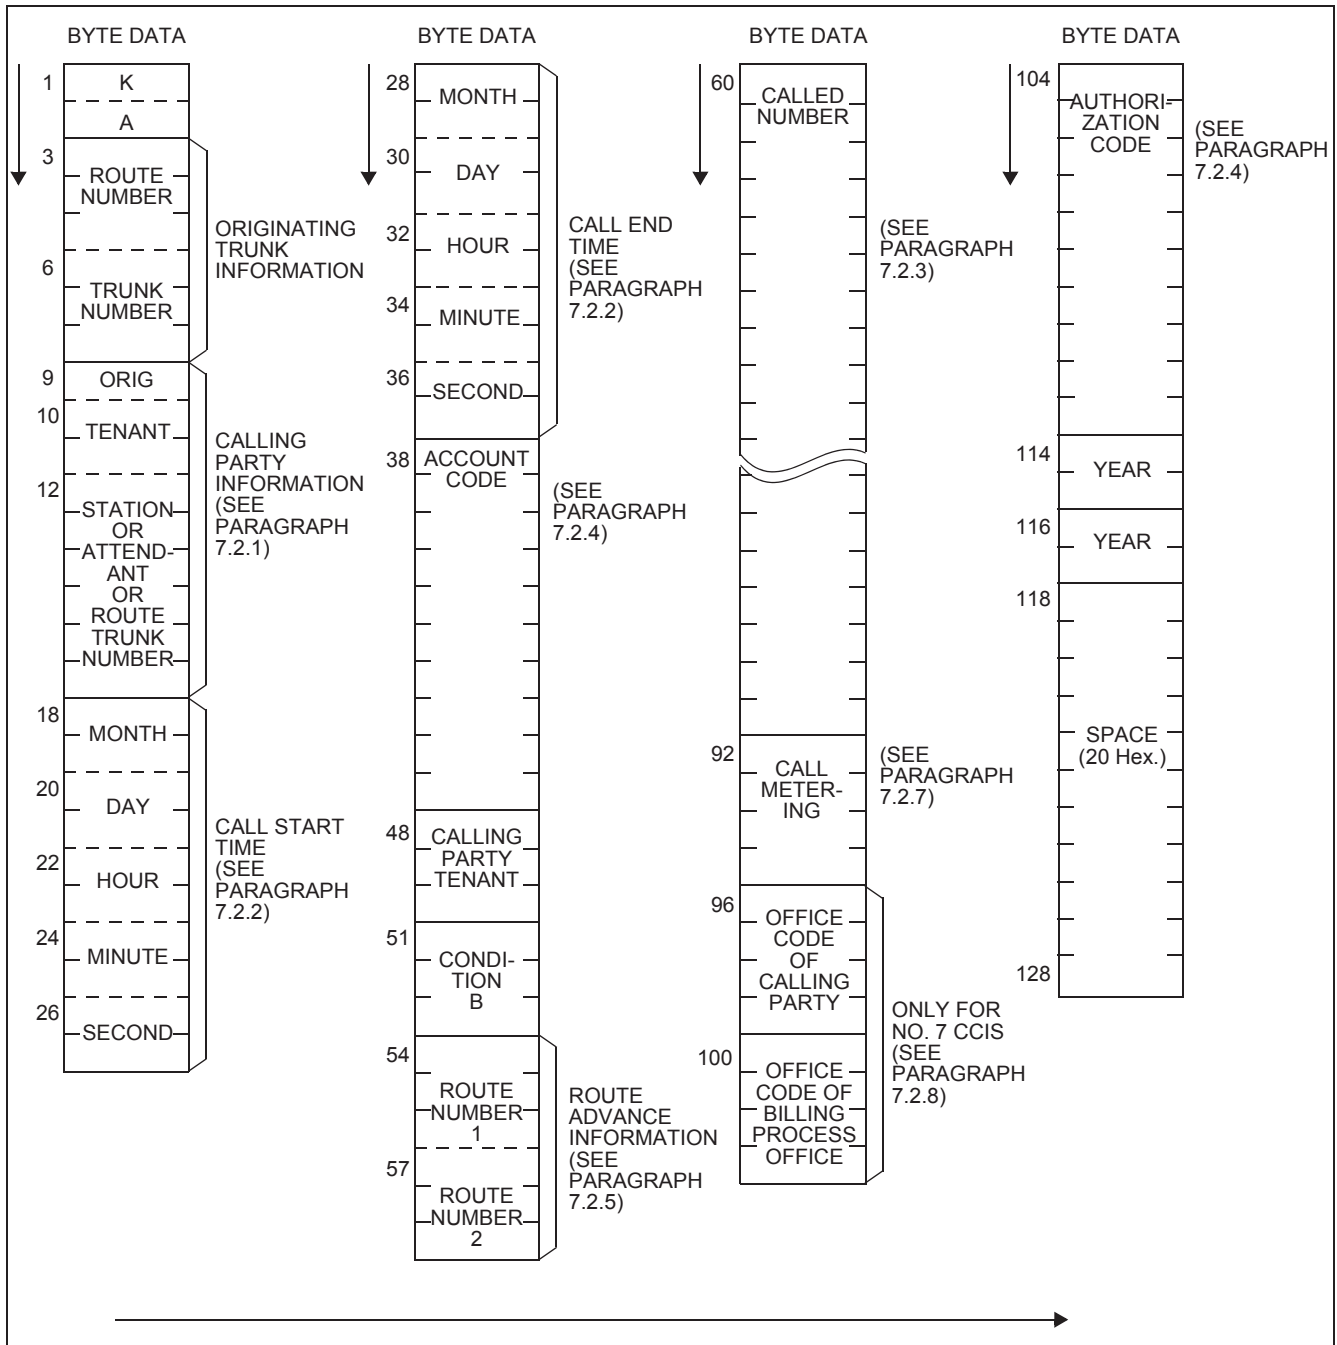 BYTE DATA
1
K
A
3
ROUTE
NUMBER
6
TRUNK
NUMBER
ORIGINATING
TRUNK
INFORMATION
9
ORIG
10
TENANT
12
STATION
OR
ATTEND-
ANT
OR
ROUTE
TRUNK
NUMBER
CALLING
PARTY
INFORMATION
(SEE
PARAGRAPH
7.2.1)
18
MONTH
20
DAY
22
HOUR
24
MINUTE
26
SECOND
CALL START
TIME
(SEE
PARAGRAPH
7.2.2)
BYTE DATA
28
MONTH
30
DAY
32
HOUR
34
MINUTE
36
SECOND
CALL END
TIME
(SEE
PARAGRAPH
7.2.2)
38
ACCOUNT
CODE
(SEE
PARAGRAPH
7.2.4)
48
CALLING
PARTY
TENANT
51
CONDI-
TION
B
54
ROUTE
NUMBER
1
57
ROUTE
NUMBER
2
ROUTE
ADVANCE
INFORMATION
(SEE
PARAGRAPH
7.2.5)
BYTE DATA
60
CALLED
NUMBER
(SEE
PARAGRAPH
7.2.3)
92
CALL
METER-
ING
(SEE
PARAGRAPH
7.2.7)
96
OFFICE
CODE
OF
CALLING
PARTY
100
OFFICE
CODE OF
BILLING
PROCESS
OFFICE
ONLY FOR
NO. 7 CCIS
(SEE
PARAGRAPH
7.2.8)
BYTE DATA
104
AUTHORI-
ZATION
CODE
(SEE
PARAGRAPH
7.2.4)
114
YEAR
116
YEAR
118
SPACE
(20 Hex.)
128